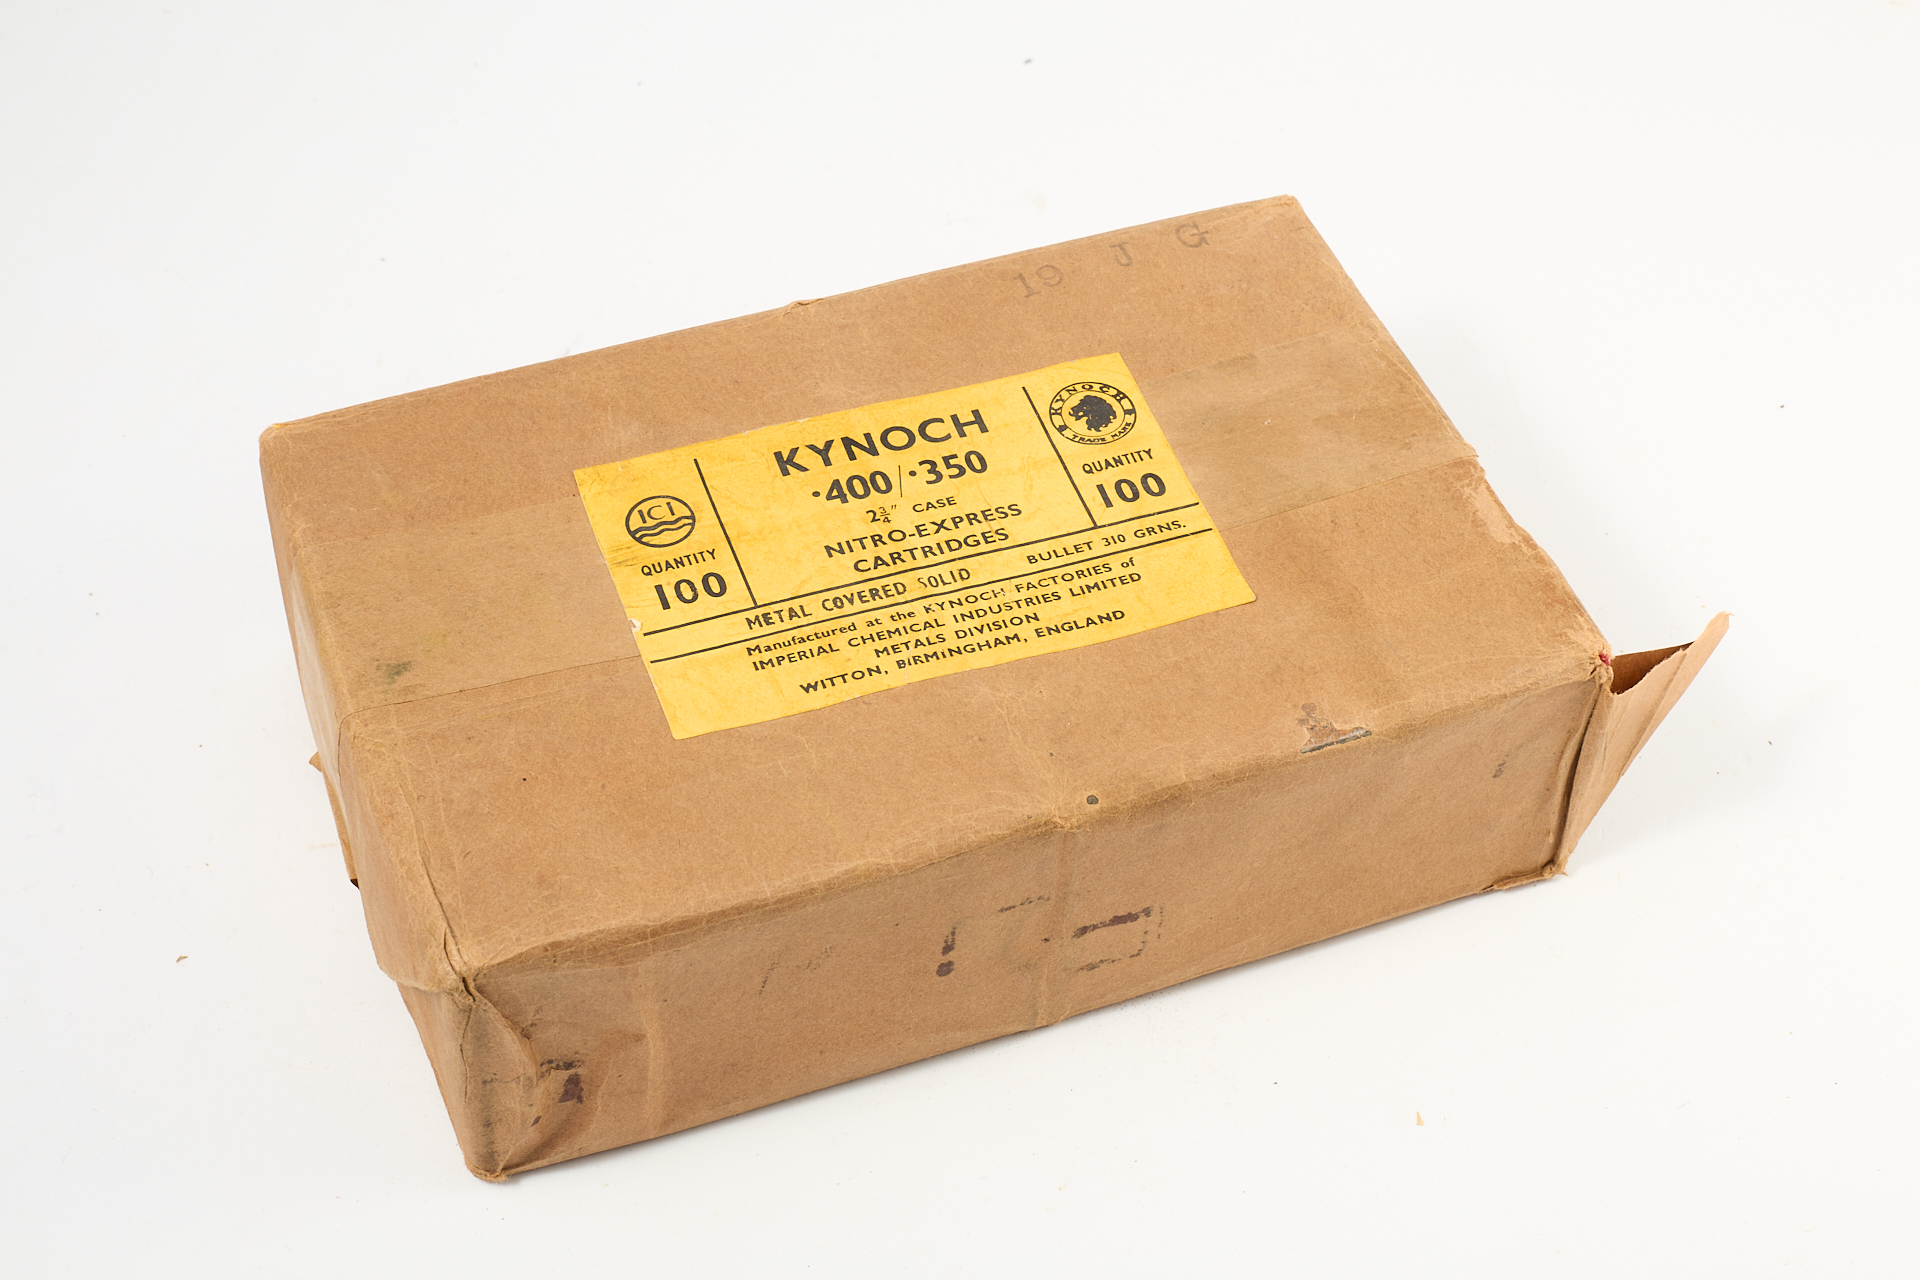 19 J G
KYNOCH
·400/·350
2¾" CASE
NITRO-EXPRESS
CARTRIDGES
ICI
QUANTITY
100
KYNOCH
TRADE MARK
QUANTITY
100
METAL COVERED SOLID BULLET 310 GRNS.
Manufactured at the KYNOCH FACTORIES of
IMPERIAL CHEMICAL INDUSTRIES LIMITED
METALS DIVISION
WITTON, BIRMINGHAM, ENGLAND